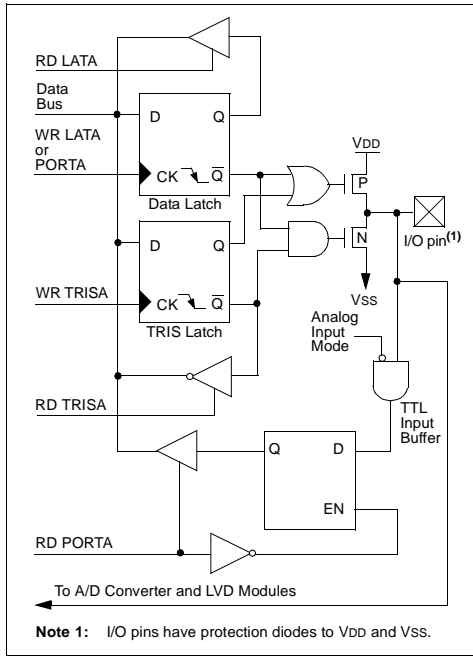 RD LATA
Data
Bus
WR LATA
or
PORTA
D Q
CK Q
Data Latch
VDD
P
N
I/O pin(1)
VSS
D Q
CK Q
TRIS Latch
WR TRISA
Analog
Input
Mode
TTL
Input
Buffer
RD TRISA
Q D
EN
RD PORTA
To A/D Converter and LVD Modules
Note 1: I/O pins have protection diodes to VDD and VSS.